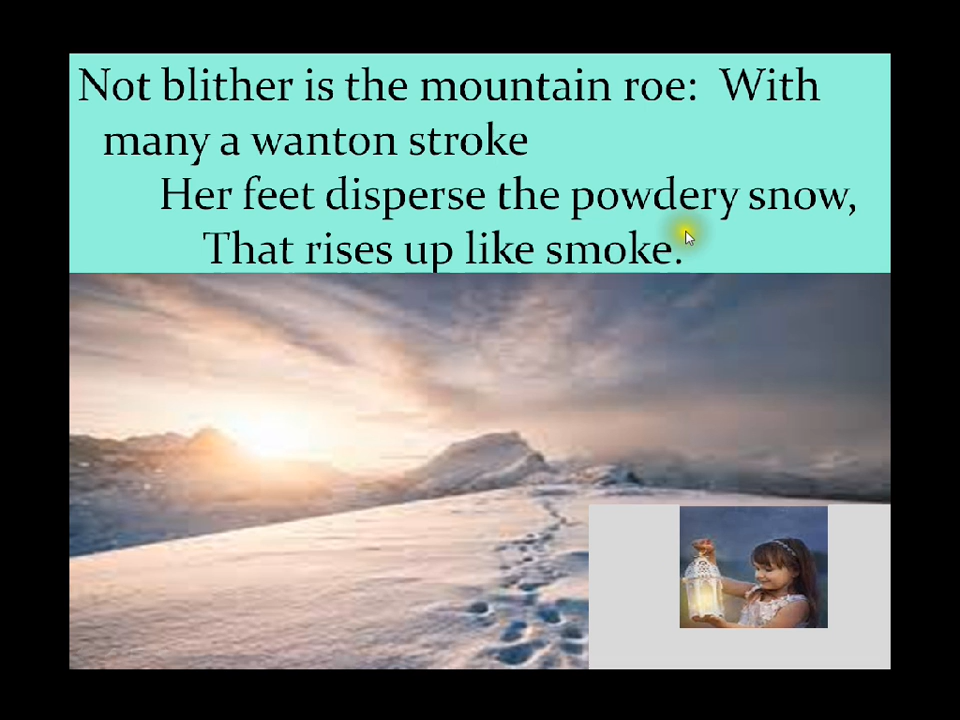 Not blither is the mountain roe: With
many a wanton stroke
Her feet disperse the powdery snow,
That rises up like smoke.